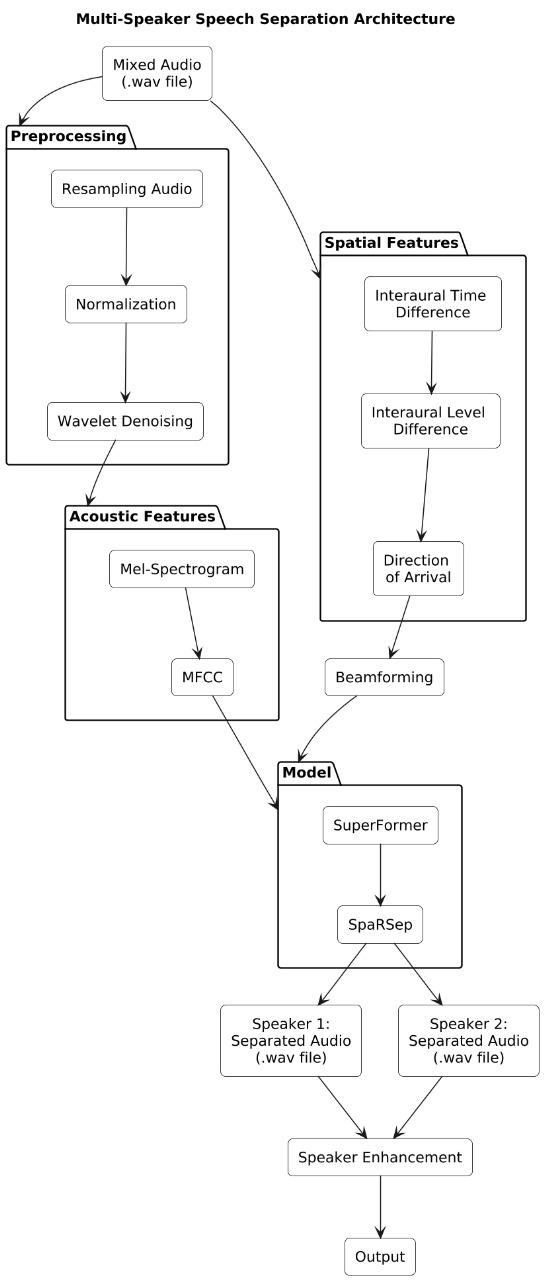 Multi-Speaker Speech Separation Architecture
Mixed Audio
(.wav file)
Preprocessing
Resampling Audio
Normalization
Wavelet Denoising
Spatial Features
Interaural Time
Difference
Interaural Level
Difference
Direction
of Arrival
Acoustic Features
Mel-Spectrogram
MFCC
Beamforming
Model
SuperFormer
SpaRSep
Speaker 1:
Separated Audio
(.wav file)
Speaker 2:
Separated Audio
(.wav file)
Speaker Enhancement
Output